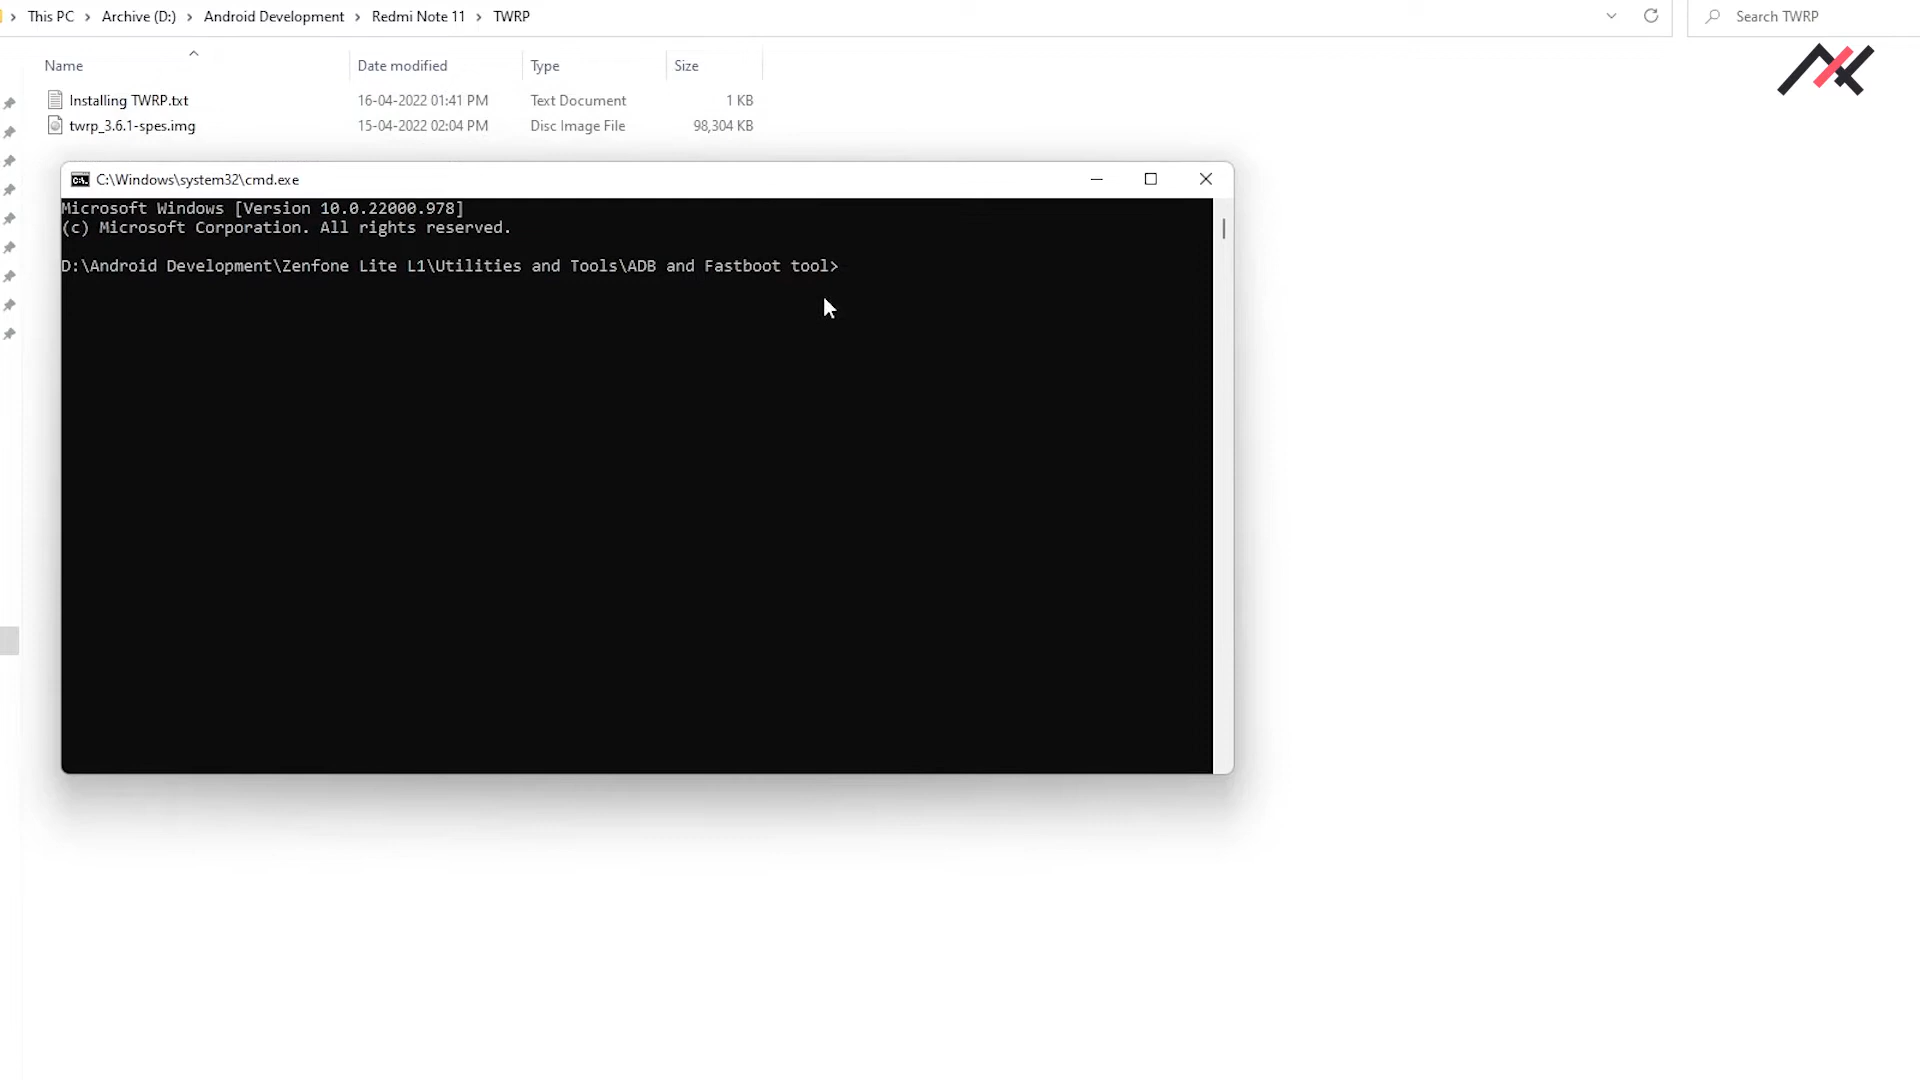 This PC > Archive (D:) > Android Development > Redmi Note 11 > TWRP
Search TWRP
Name Date modified Type Size
Installing TWRP.txt 16-04-2022 01:41 PM Text Document 1 KB
twrp_3.6.1-spes.img 15-04-2022 02:04 PM Disc Image File 98,304 KB
C:\Windows\system32\cmd.exe
Microsoft Windows [Version 10.0.22000.978]
(c) Microsoft Corporation. All rights reserved.
D:\Android Development\Zenfone Lite L1\Utilities and Tools\ADB and Fastboot tool>